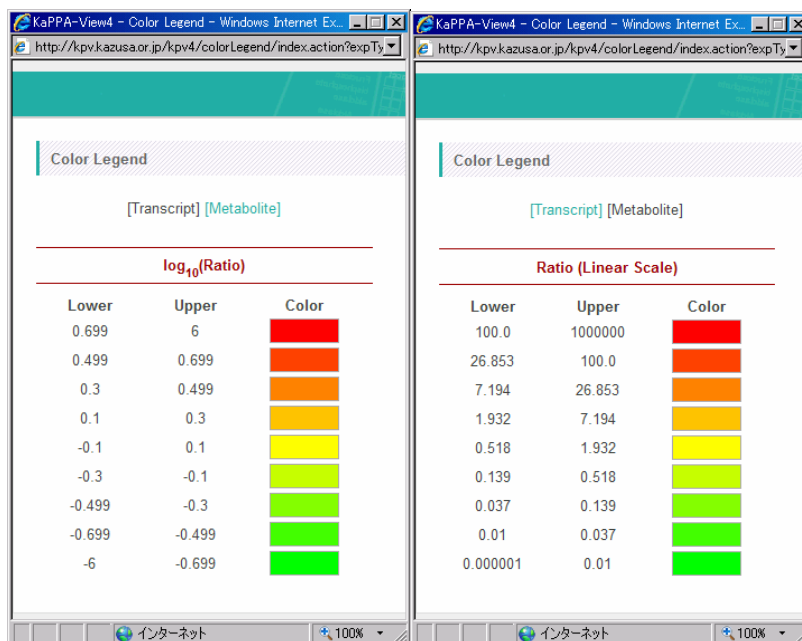 KaPPA-View4 - Color Legend - Windows Internet Ex...
http://kpv.kazusa.or.jp/kpv4/colorLegend/index.action?expTy
Color Legend
[Transcript] [Metabolite]
log10(Ratio)
Lower Upper Color
0.699 6
0.499 0.699
0.3 0.499
0.1 0.3
-0.1 0.1
-0.3 -0.1
-0.499 -0.3
-0.699 -0.499
-6 -0.699
インターネット 100%
KaPPA-View4 - Color Legend - Windows Internet Ex...
http://kpv.kazusa.or.jp/kpv4/colorLegend/index.action?expTy
Color Legend
[Transcript] [Metabolite]
Ratio (Linear Scale)
Lower Upper Color
100.0 1000000
26.853 100.0
7.194 26.853
1.932 7.194
0.518 1.932
0.139 0.518
0.037 0.139
0.01 0.037
0.000001 0.01
インターネット 100%